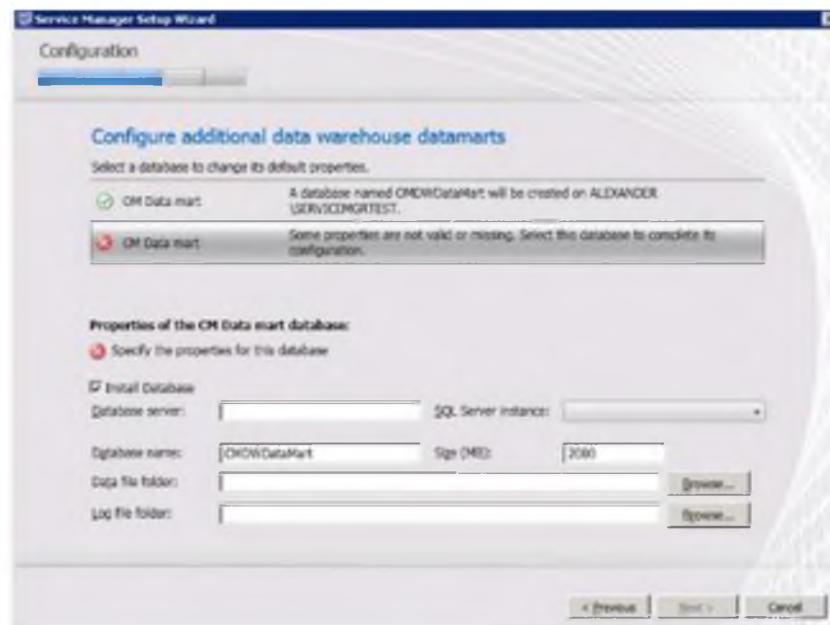 Service Manager Setup Wizard
Configuration
Configure additional data warehouse datamarts
Select a database to change its default properties.
OM Data mart
A database named OMDWDataMart will be created on ALEXANDER
\SERVICEMGRTEST.
CM Data mart
Some properties are not valid or missing. Select this database to complete its
configuration.
Properties of the CM Data mart database:
Specify the properties for this database
Install Database
Database server:
SQL Server instance:
Database name:
CMDWDataMart
Size (MB):
2000
Data file folder:
Browse...
Log file folder:
Browse...
< Previous
Next >
Cancel